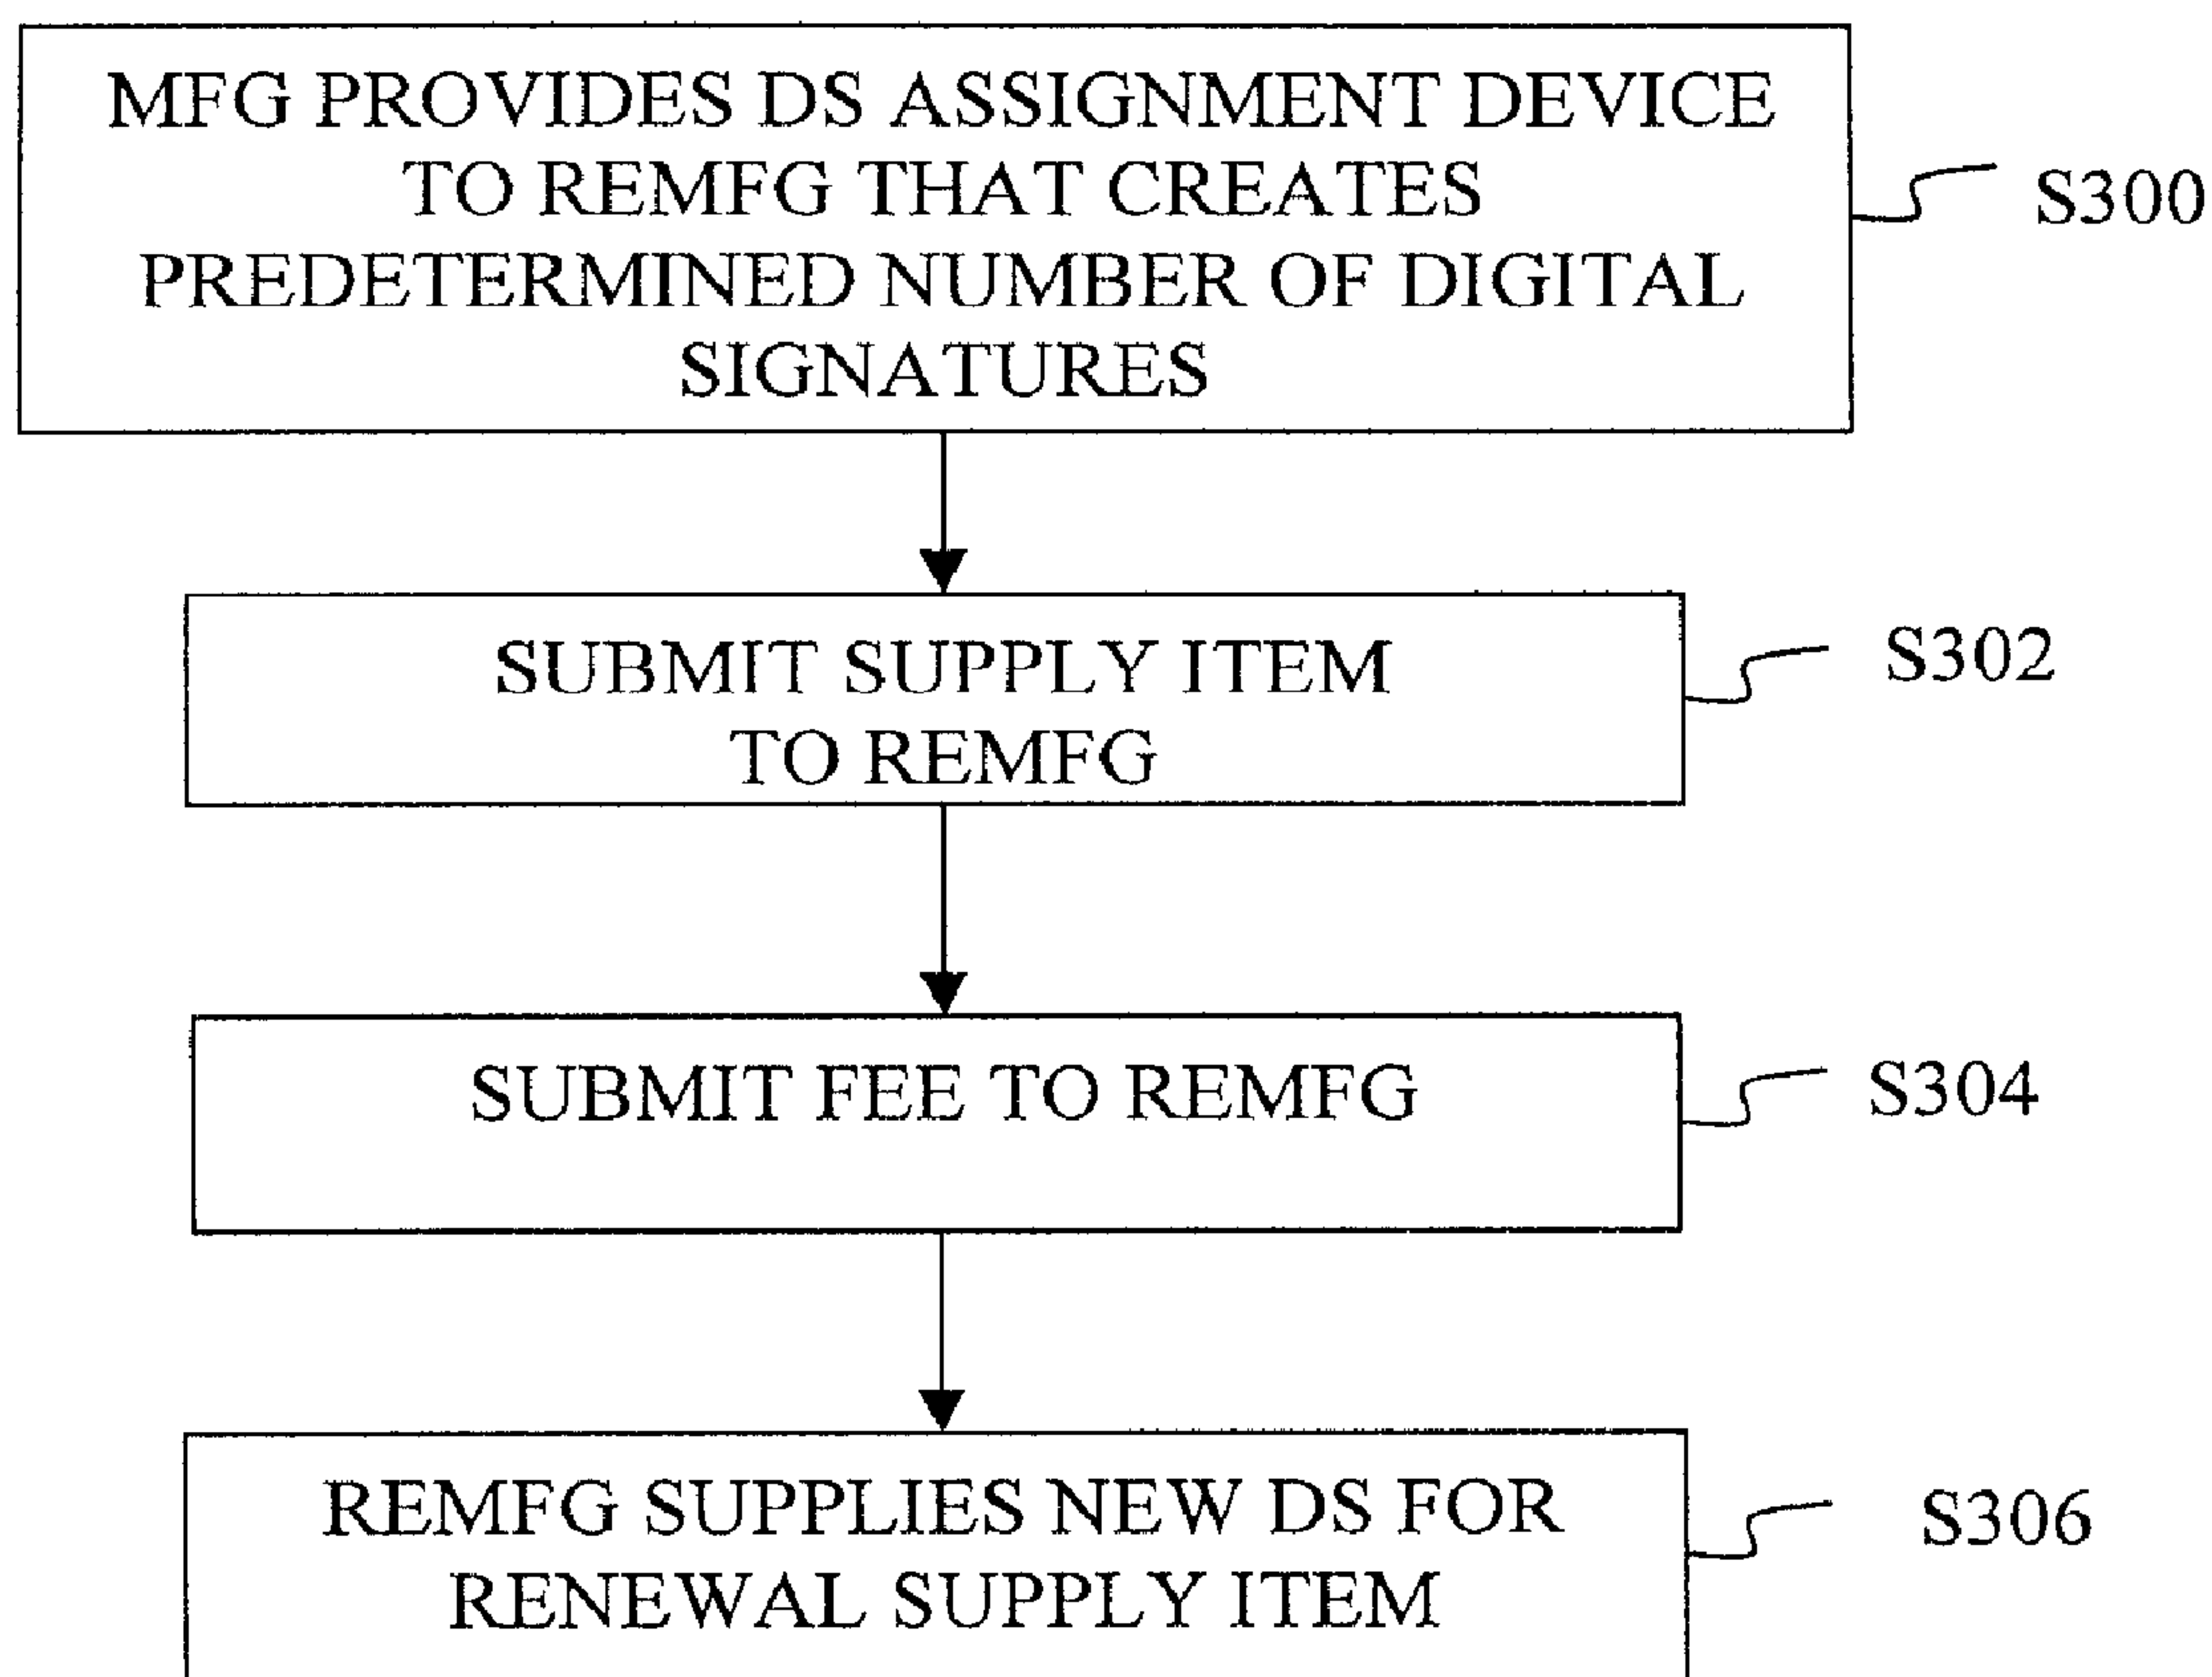 MFG PROVIDES DS ASSIGNMENT DEVICE
TO REMFG THAT CREATES
PREDETERMINED NUMBER OF DIGITAL
SIGNATURES
S300
SUBMIT SUPPLY ITEM
TO REMFG
S302
SUBMIT FEE TO REMFG
S304
REMFG SUPPLIES NEW DS FOR
RENEWAL SUPPLY ITEM
S306